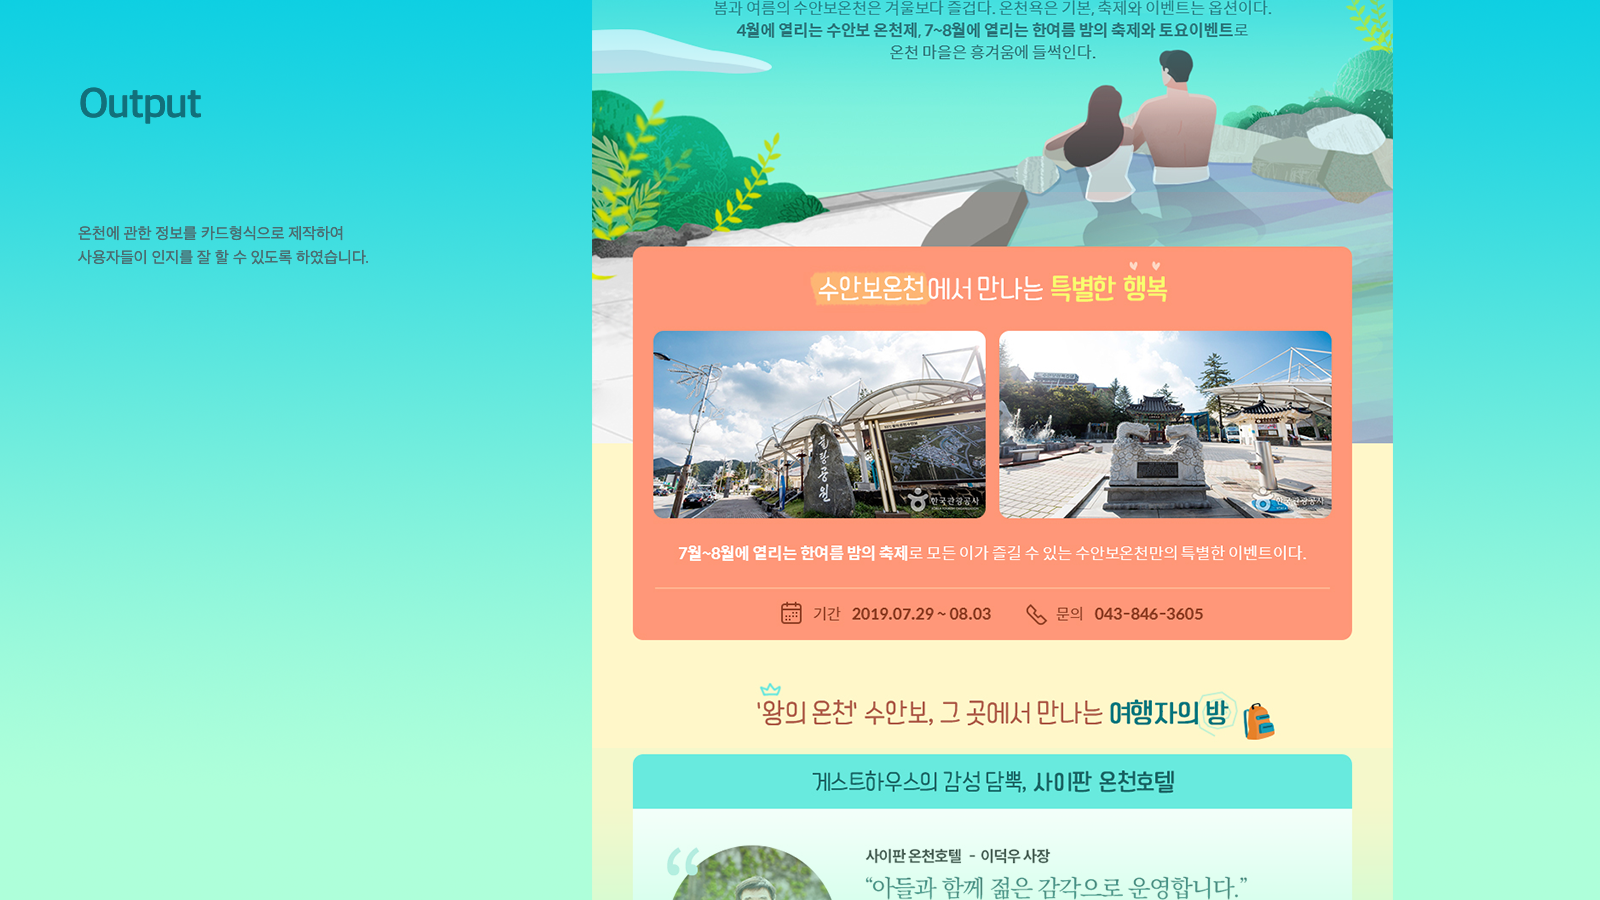 Output
온천에 관한 정보를 카드형식으로 제작하여
사용자들이 인지를 잘 할 수 있도록 하였습니다.
봄과 여름의 수안보온천은 겨울보다 즐겁다. 온천욕은 기본, 축제와 이벤트는 옵션이다.
4월에 열리는 수안보 온천제, 7~8월에 열리는 한여름 밤의 축제와 토요이벤트로
온천 마을은 흥겨움에 들썩인다.
수안보온천에서 만나는 특별한 행복
물탕공원
한국관광공사
한국관광공사
7월~8월에 열리는 한여름 밤의 축제로 모든 이가 즐길 수 있는 수안보온천만의 특별한 이벤트이다.
기간 2019.07.29 ~ 08.03 문의 043-846-3605
'왕의 온천' 수안보, 그 곳에서 만나는 여행자의 방
게스트하우스의 감성 담뿍, 사이판 온천호텔
사이판 온천호텔 - 이덕우 사장
“아들과 함께 젊은 감각으로 운영합니다.”